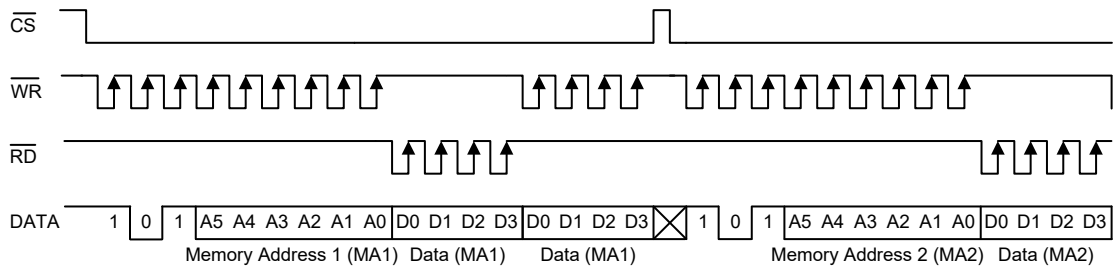 CS
WR
RD
DATA 1 0 1 A5 A4 A3 A2 A1 A0 D0 D1 D2 D3 D0 D1 D2 D3 1 0 1 A5 A4 A3 A2 A1 A0 D0 D1 D2 D3
Memory Address 1 (MA1) Data (MA1) Data (MA1) Memory Address 2 (MA2) Data (MA2)